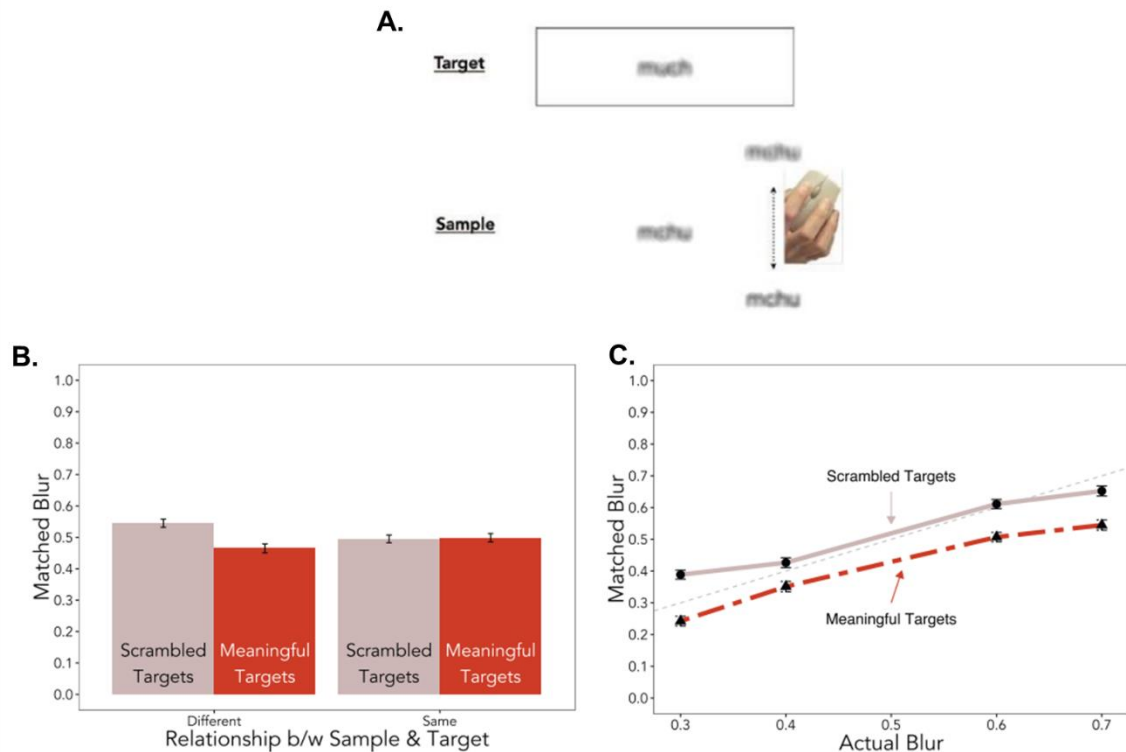 A.
Target
much
mchu
Sample
mchu
mchu
B.
Matched Blur
1.0
0.9
0.8
0.7
0.6
0.5
0.4
0.3
0.2
0.1
0.0
Scrambled
Targets
Meaningful
Targets
Scrambled
Targets
Meaningful
Targets
Different
Same
Relationship b/w Sample & Target
C.
Matched Blur
1.0
0.9
0.8
0.7
0.6
0.5
0.4
0.3
0.2
0.1
0.0
Scrambled Targets
Meaningful Targets
0.3
0.4
0.5
0.6
0.7
Actual Blur